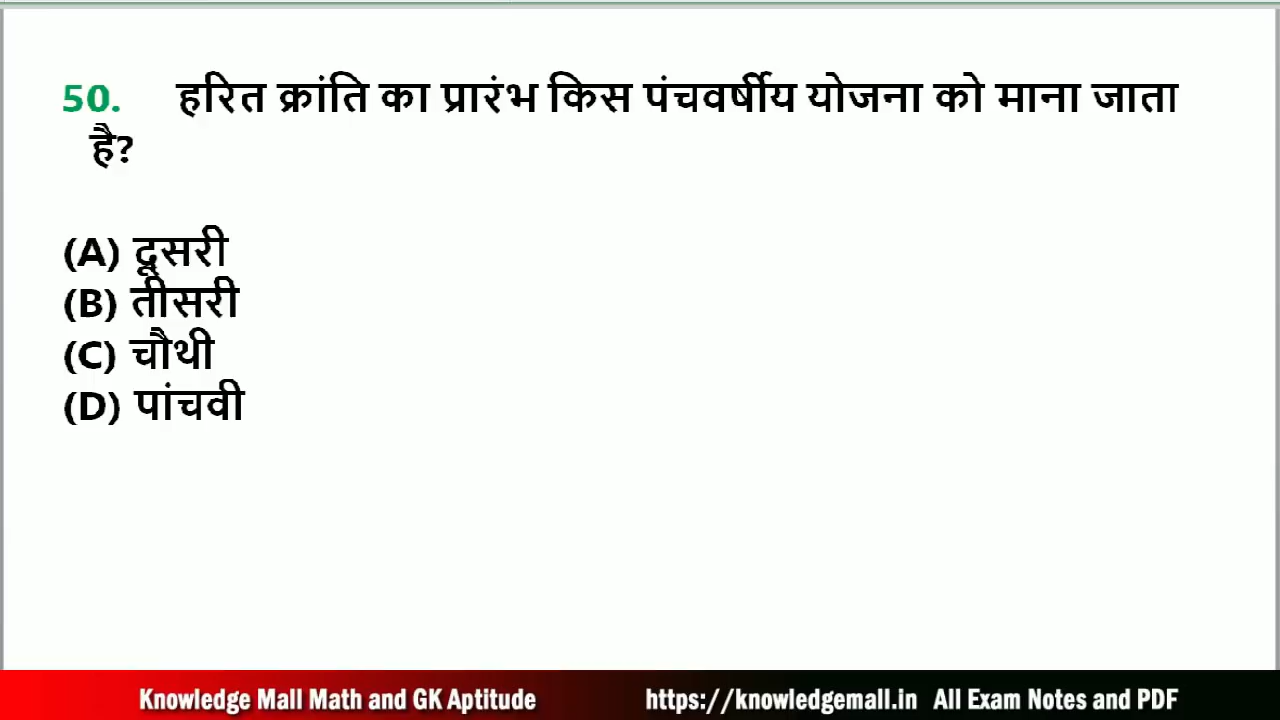 50. हरित क्रांति का प्रारंभ किस पंचवर्षीय योजना को माना जाता
है?
(A) दूसरी
(B) तीसरी
(C) चौथी
(D) पांचवी
Knowledge Mall Math and GK Aptitude https://knowledgemall.in All Exam Notes and PDF